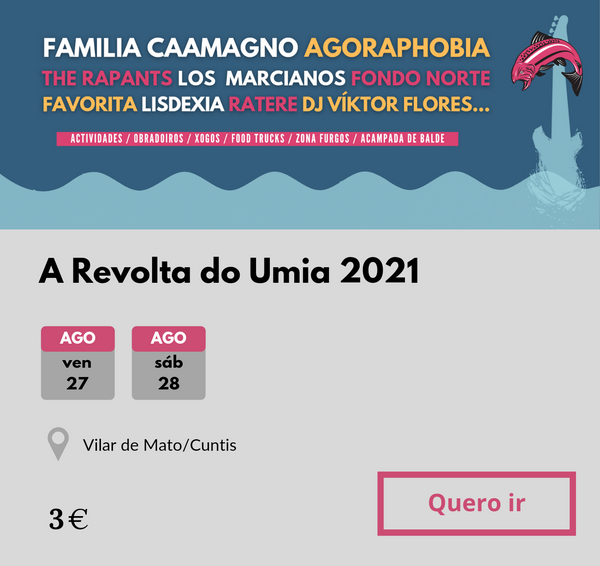 FAMILIA CAAMAGNO AGORAPHOBIA
THE RAPANTS LOS MARCIANOS FONDO NORTE
FAVORITA LISDEXIA RATERE DJ VÍKTOR FLORES...
ACTIVIDADES / OBRADOIROS / XOGOS / FOOD TRUCKS / ZONA FURGOS / ACAMPADA DE BALDE
A Revolta do Umia 2021
AGO AGO
ven sáb
27 28
Vilar de Mato/Cuntis
3€
Quero ir